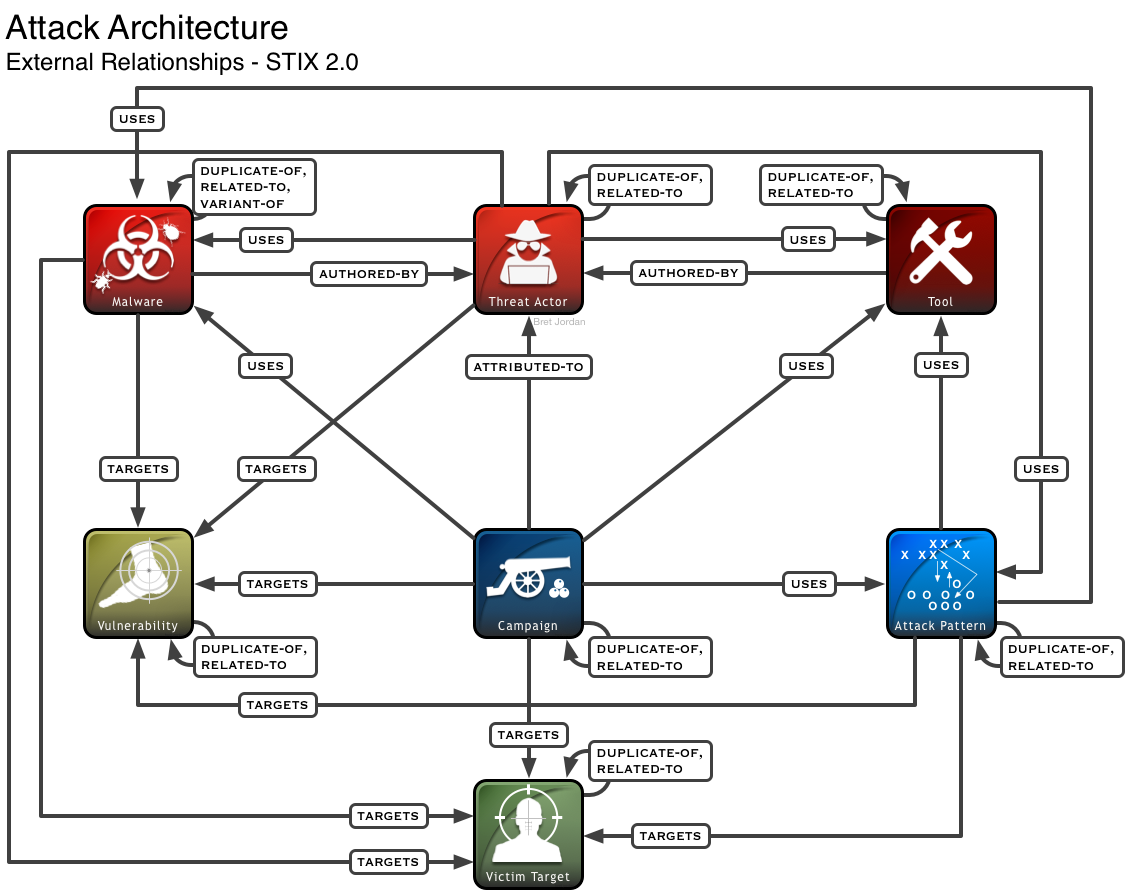 Attack Architecture
External Relationships - STIX 2.0
USES
DUPLICATE-OF,
RELATED-TO,
VARIANT-OF
DUPLICATE-OF,
RELATED-TO
DUPLICATE-OF,
RELATED-TO
USES
USES
AUTHORED-BY
AUTHORED-BY
Malware
Threat Actor
Tool
Bret Jordan
USES
ATTRIBUTED-TO
USES
USES
TARGETS
TARGETS
USES
X X X
X X X X
X
TARGETS
USES
O
O O O O
O O O
Vulnerability
Campaign
Attack Pattern
DUPLICATE-OF,
RELATED-TO
DUPLICATE-OF,
RELATED-TO
DUPLICATE-OF,
RELATED-TO
TARGETS
TARGETS
DUPLICATE-OF,
RELATED-TO
TARGETS
TARGETS
TARGETS
Victim Target